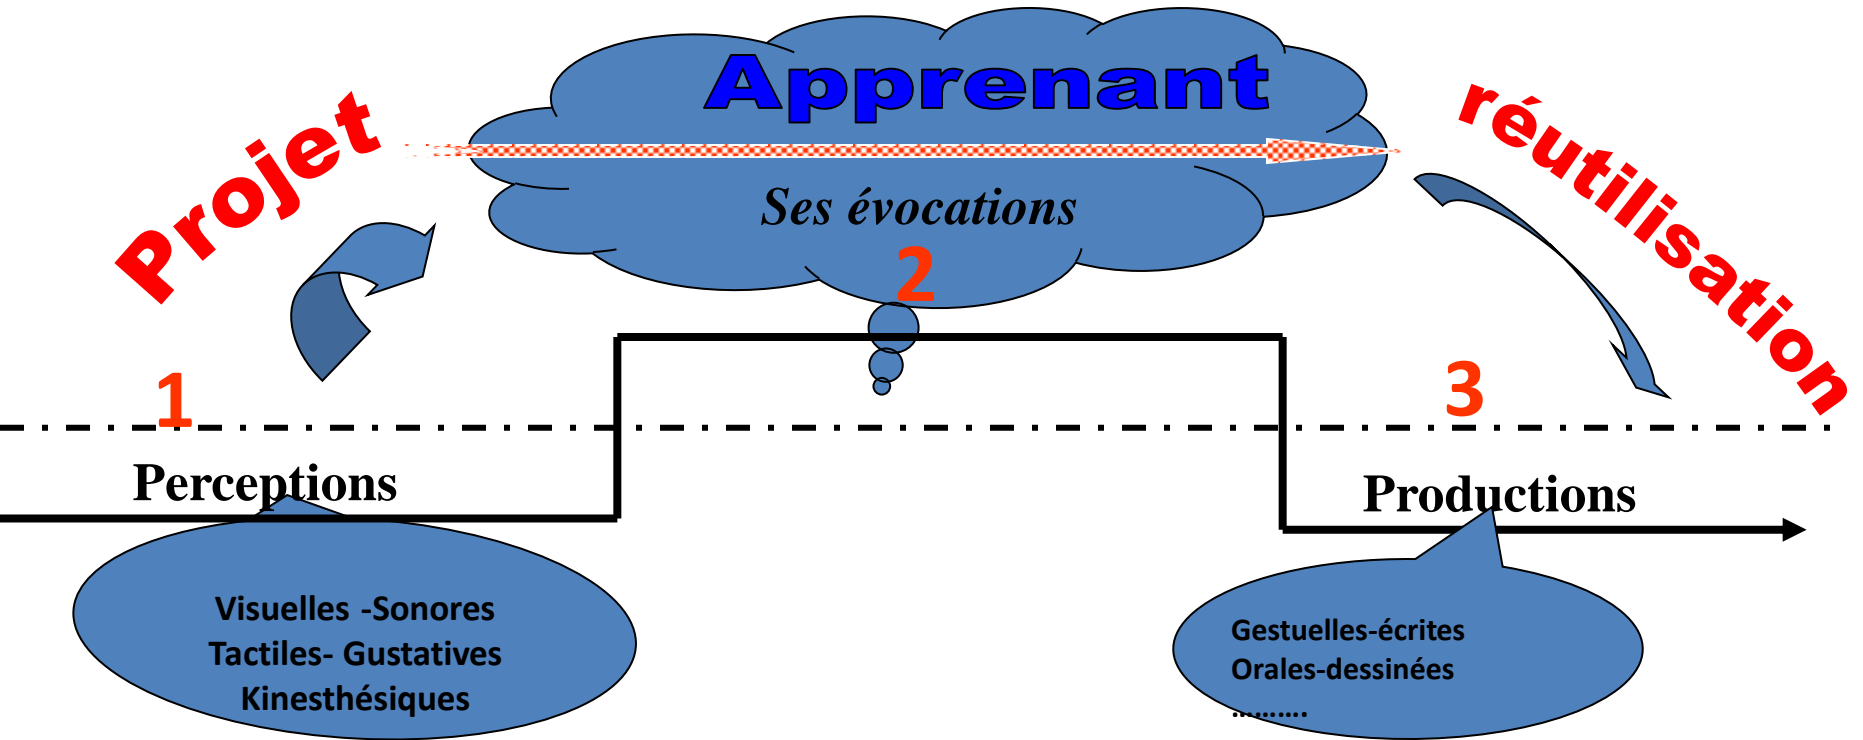 Apprenant
Projet
réutilisation
Ses évocations
2
1
3
Perceptions
Productions
Visuelles -Sonores
Tactiles- Gustatives
Kinesthésiques
Gestuelles-écrites
Orales-dessinées
..........